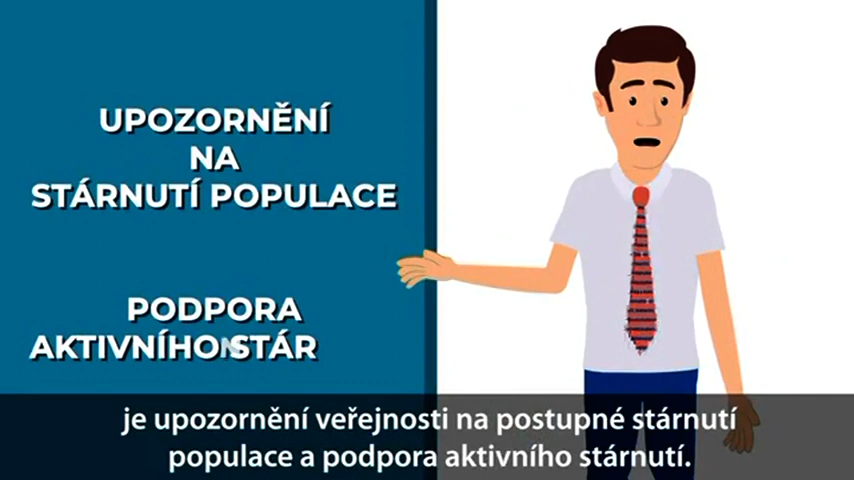 UPOZORNĚNÍ
NA
STÁRNUTÍ POPULACE
PODPORA
AKTIVNÍHO STÁR
je upozornění veřejnosti na postupné stárnutí
populace a podpora aktivního stárnutí.